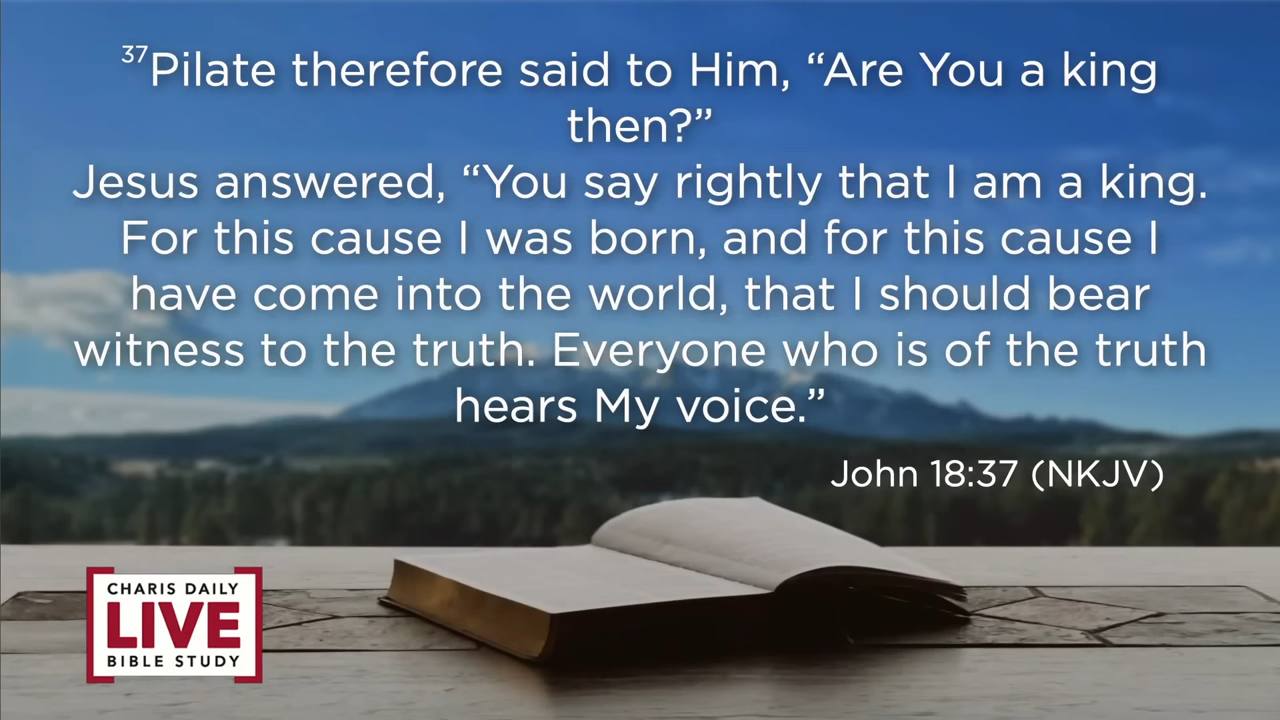 37Pilate therefore said to Him, “Are You a king
then?”
Jesus answered, “You say rightly that I am a king.
For this cause I was born, and for this cause I
have come into the world, that I should bear
witness to the truth. Everyone who is of the truth
hears My voice.”
John 18:37 (NKJV)
CHARIS DAILY
LIVE
BIBLE STUDY